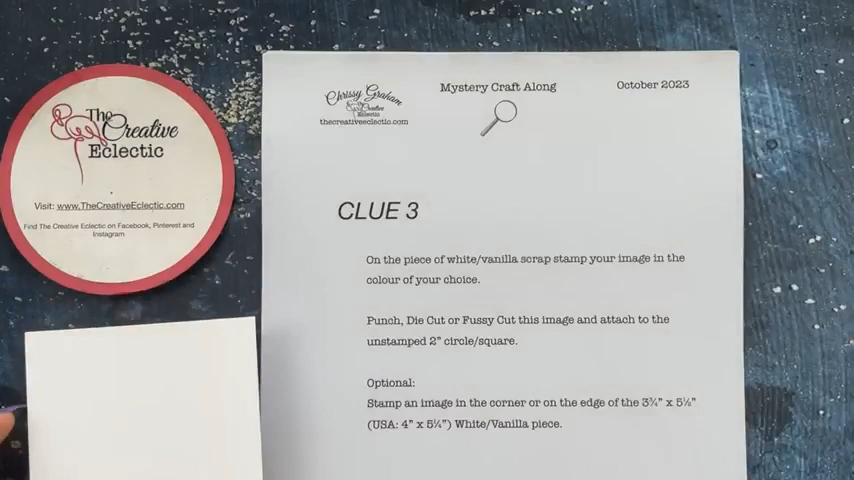 The
Creative
Eclectic
Visit: www.TheCreativeEclectic.com
Find The Creative Eclectic on Facebook, Pinterest and
Instagram
Chrissy Graham
The
Creative
Eclectic
thecreativeeclectic.com
Mystery Craft Along
October 2023
CLUE 3
On the piece of white/vanilla scrap stamp your image in the
colour of your choice.
Punch, Die Cut or Fussy Cut this image and attach to the
unstamped 2” circle/square.
Optional:
Stamp an image in the corner or on the edge of the 3¾” x 5½”
(USA: 4” x 5¼”) White/Vanilla piece.